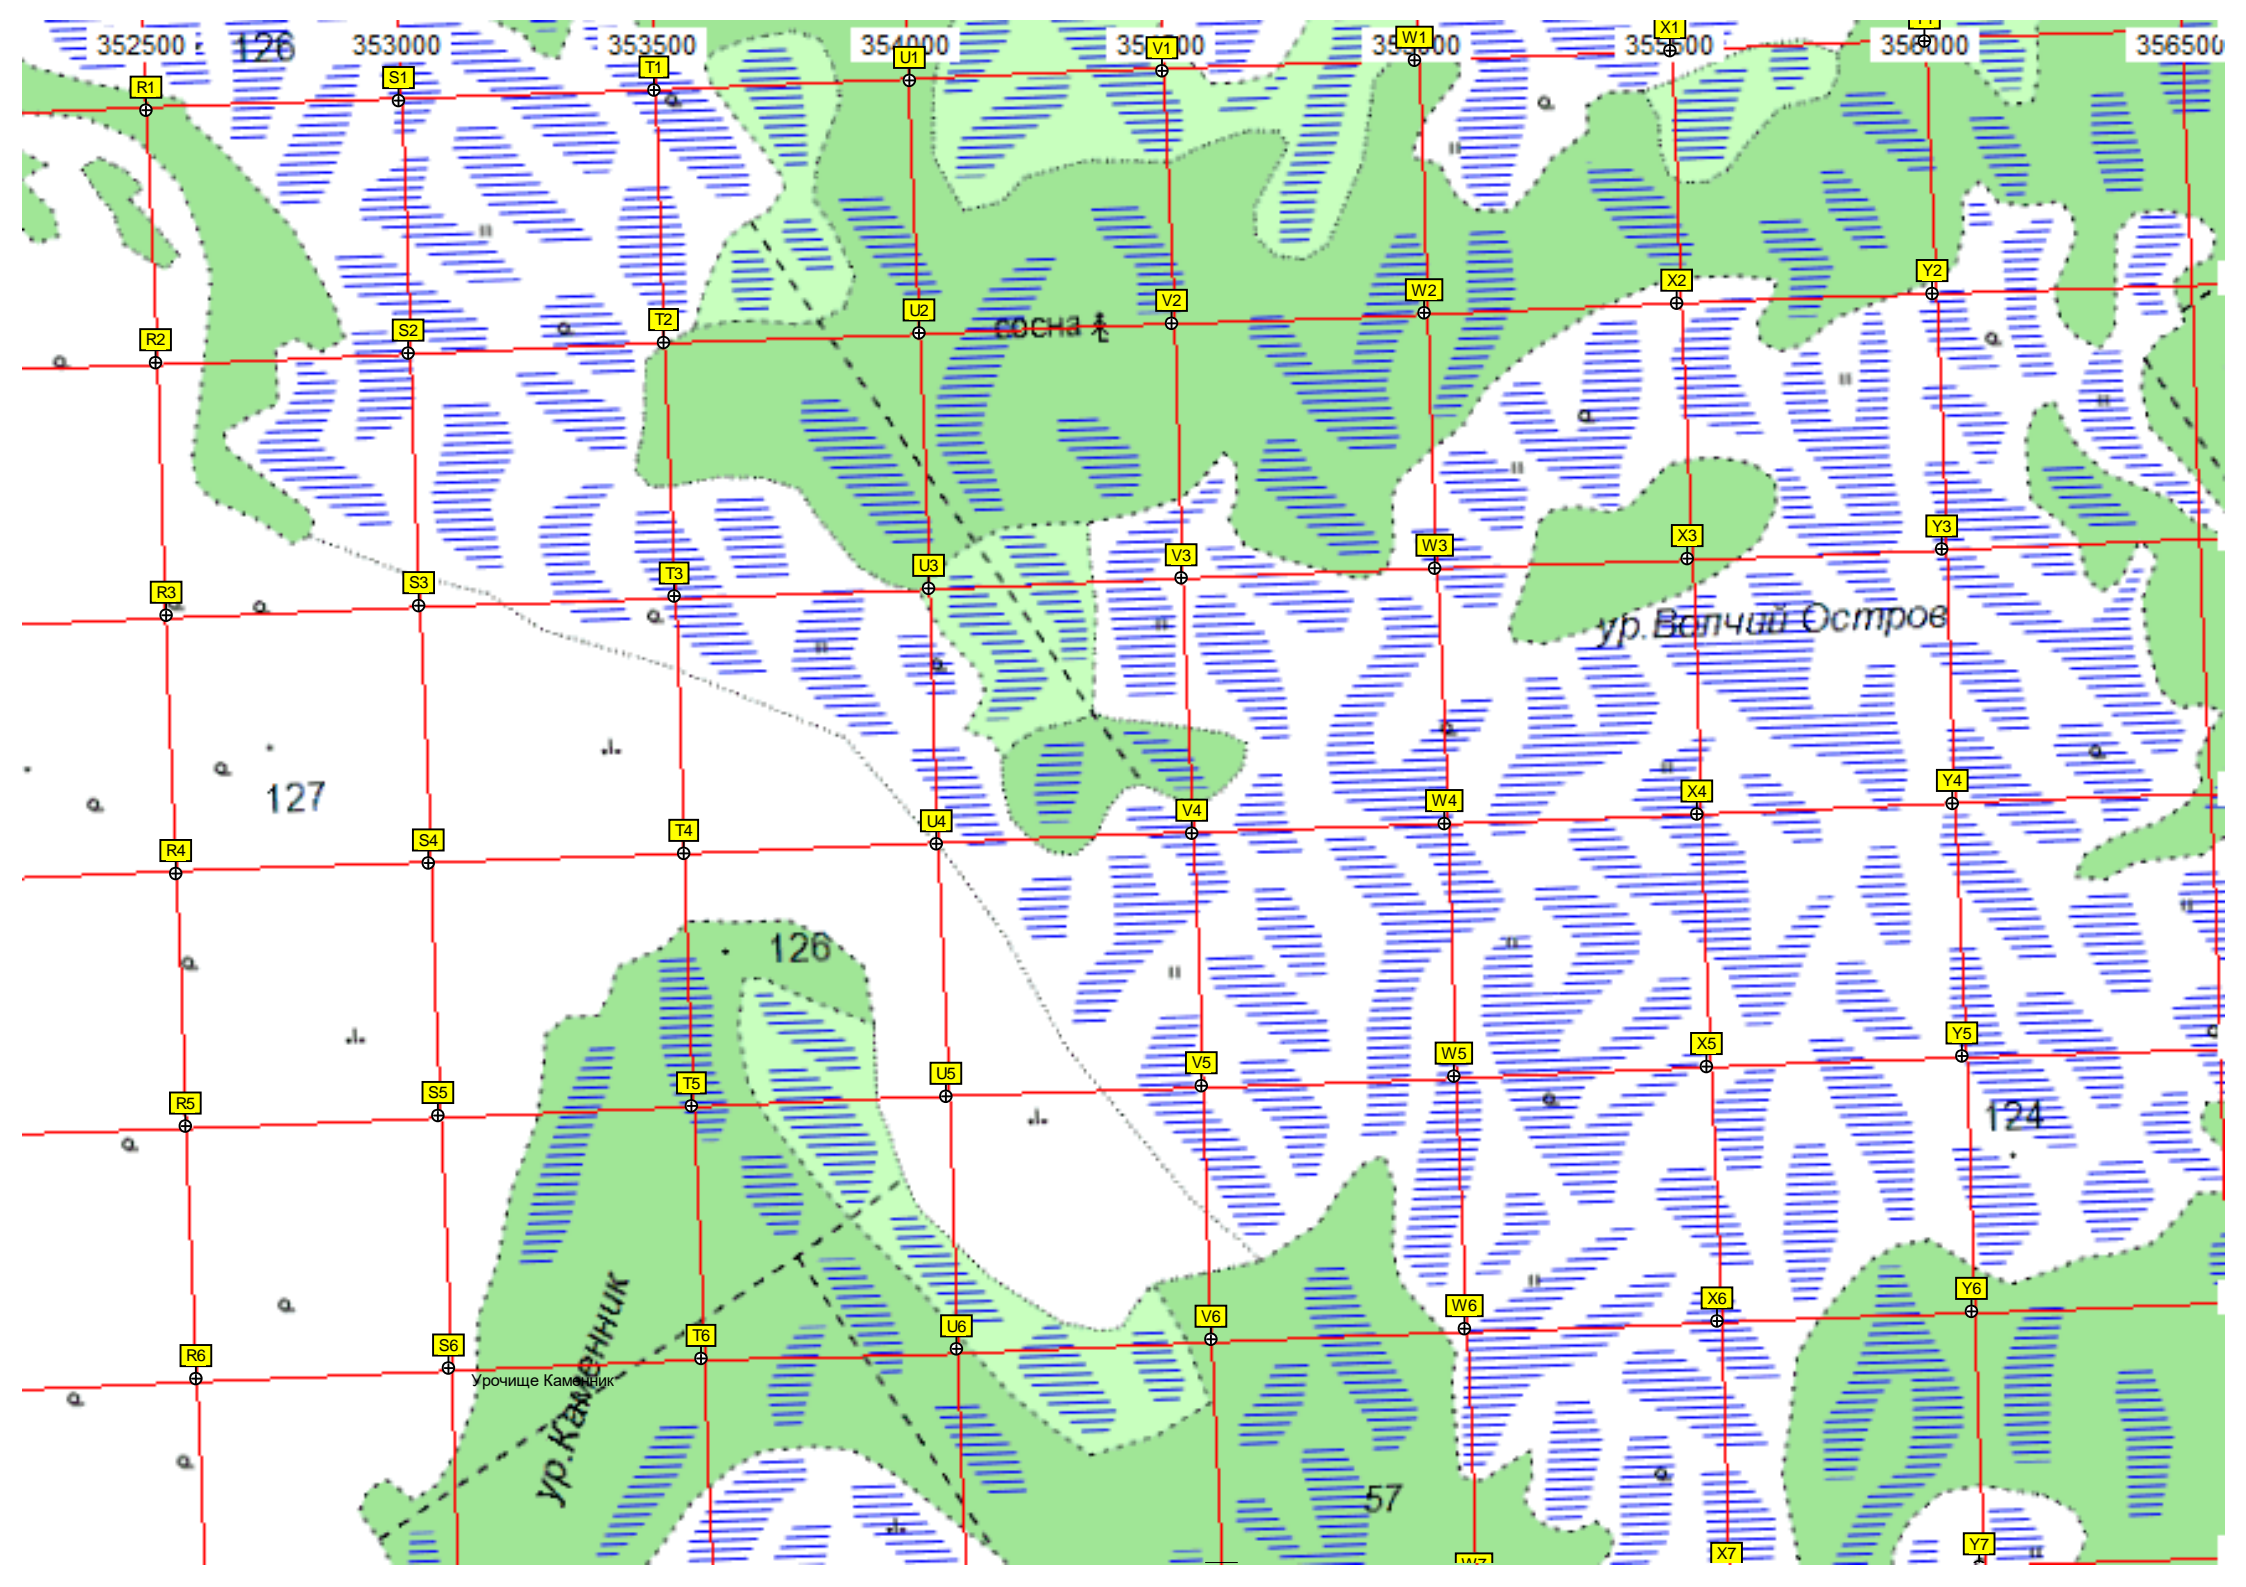 352500 126 353000 353500 354000 356000 356500
R1 S1 T1 U1 V1 W1 X1
R2 S2 T2 U2 V2 W2 X2 Y2
сосна
R3 S3 T3 U3 V3 W3 X3 Y3
ур.Волчий Остров
127
R4 S4 T4 U4 V4 W4 X4 Y4
126
R5 S5 T5 U5 V5 W5 X5 Y5
124
R6 S6 T6 U6 V6 W6 X6 Y6
Урочище Каменник
ур.Каменник
57
X7 Y7